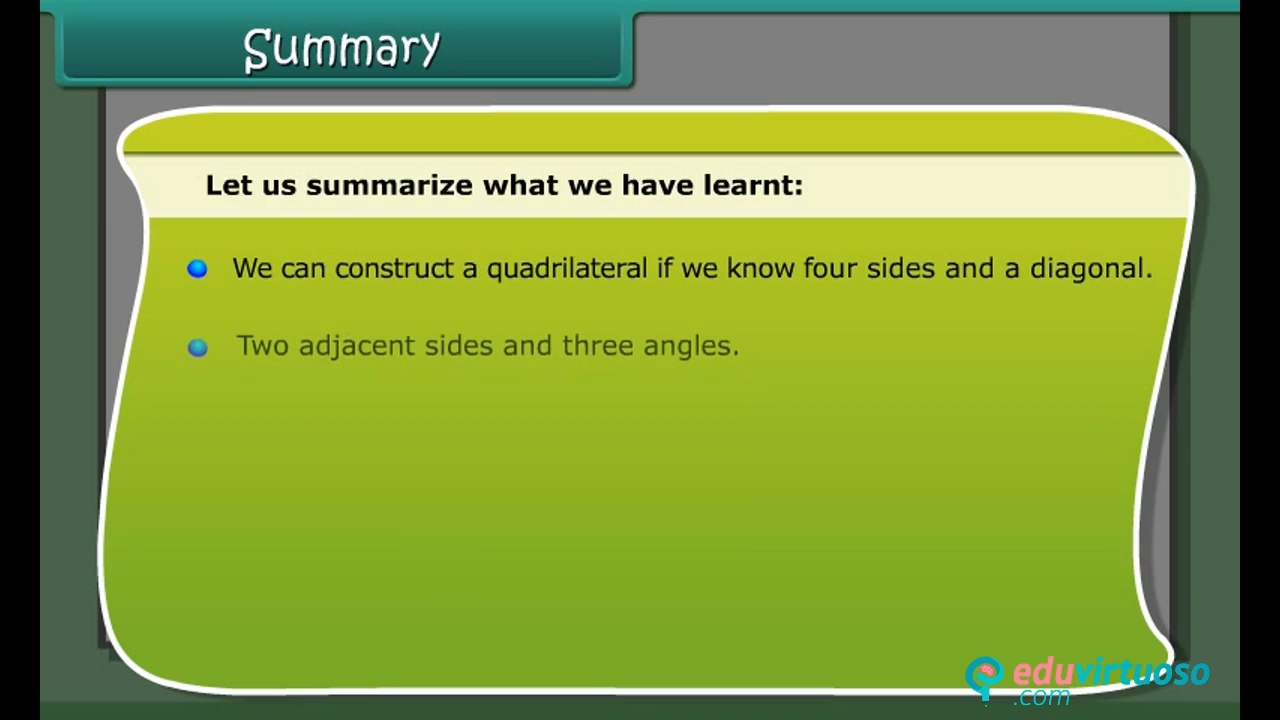 Summary
Let us summarize what we have learnt:
We can construct a quadrilateral if we know four sides and a diagonal.
Two adjacent sides and three angles.
eduvirtuoso
.com